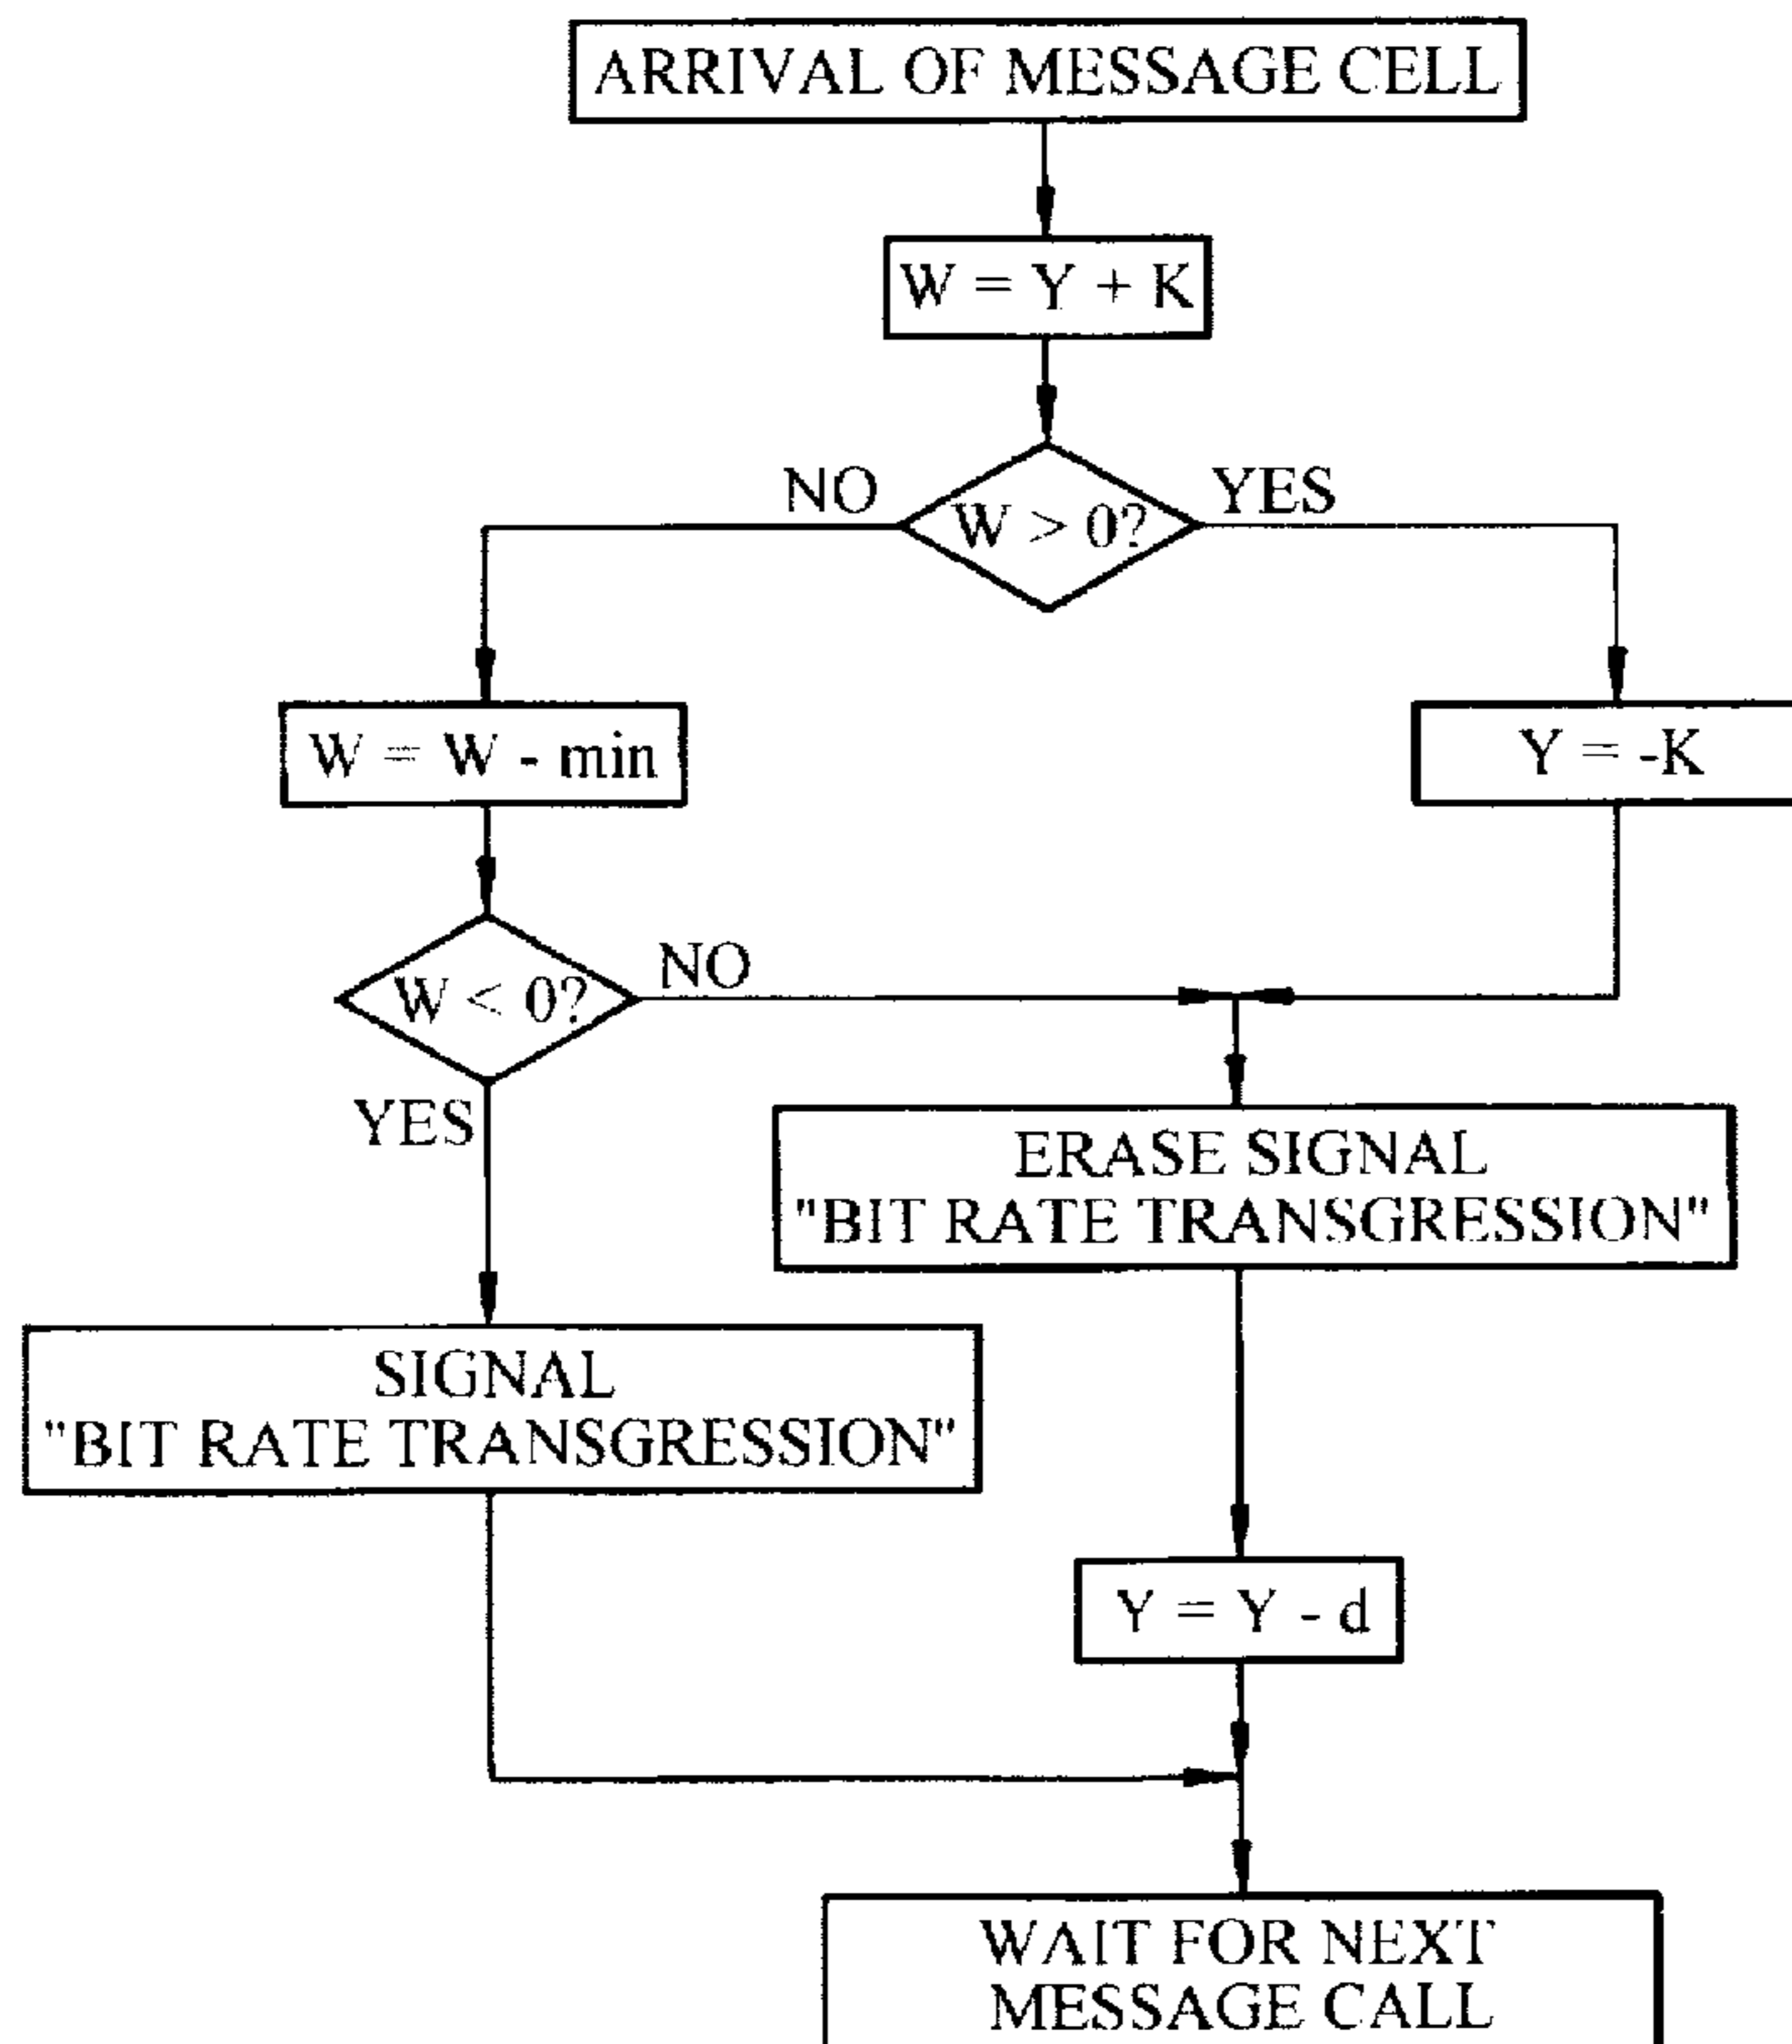 ARRIVAL OF MESSAGE CELL
W = Y + K
NO
YES
W > 0?
W = W - min
Y = -K
NO
W < 0?
YES
ERASE SIGNAL
"BIT RATE TRANSGRESSION"
SIGNAL
"BIT RATE TRANSGRESSION"
Y = Y - d
WAIT FOR NEXT
MESSAGE CALL